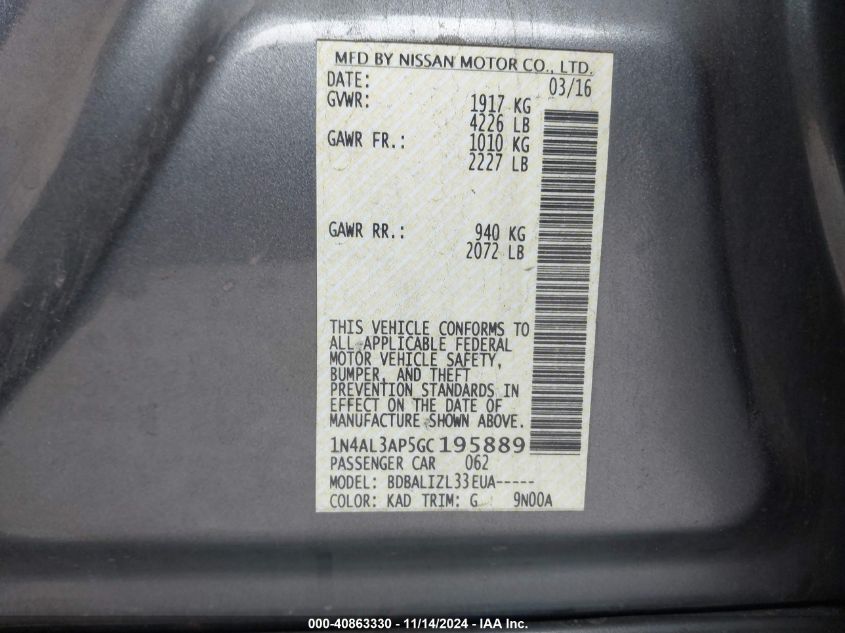 MFD BY NISSAN MOTOR CO., LTD.
DATE: 03/16
GVWR: 1917 KG
4226 LB
GAWR FR.: 1010 KG
2227 LB
GAWR RR.: 940 KG
2072 LB
THIS VEHICLE CONFORMS TO
ALL APPLICABLE FEDERAL
MOTOR VEHICLE SAFETY,
BUMPER, AND THEFT
PREVENTION STANDARDS IN
EFFECT ON THE DATE OF
MANUFACTURE SHOWN ABOVE.
1N4AL3AP5GC195889
PASSENGER CAR 062
MODEL: BDBALIZL33EUA-----
COLOR: KAD TRIM: G 9N00A
000-40863330 - 11/14/2024 - IAA Inc.